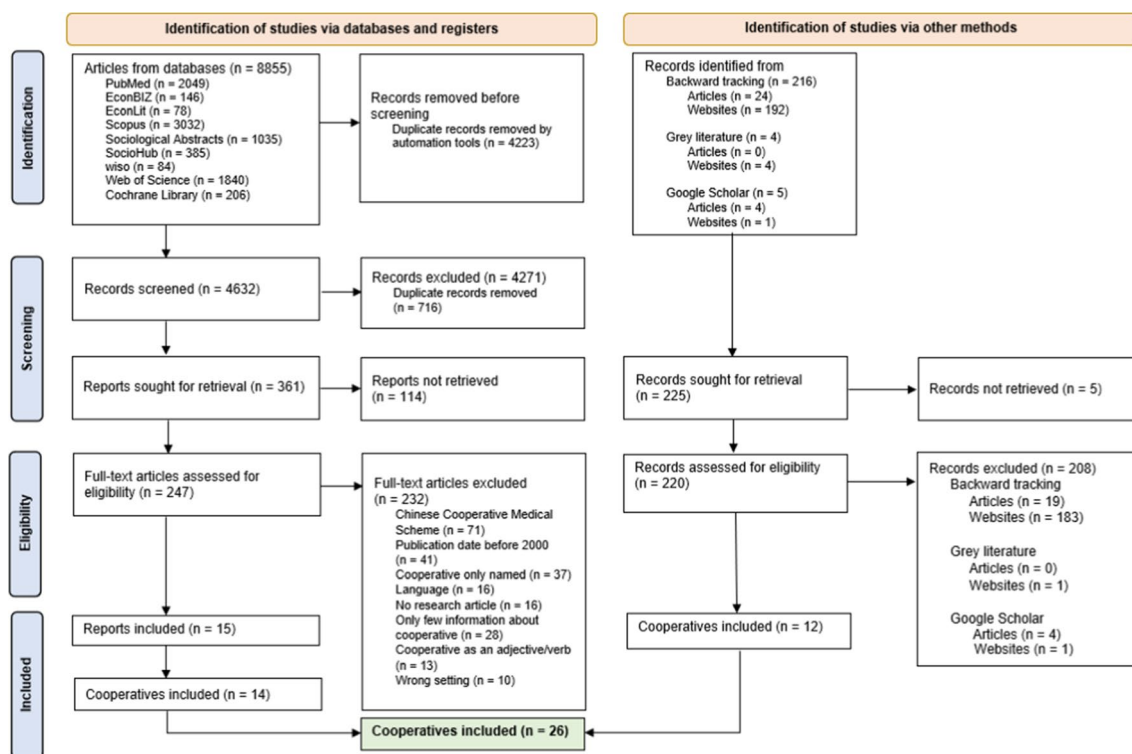 Identification of studies via databases and registers
Identification of studies via other methods
Identification
Articles from databases (n = 8855)
PubMed (n = 2049)
EconBIZ (n = 146)
EconLit (n = 78)
Scopus (n = 3032)
Sociological Abstracts (n = 1035)
SocioHub (n = 385)
wiso (n = 84)
Web of Science (n = 1840)
Cochrane Library (n = 206)
Records removed before
screening
Duplicate records removed by
automation tools (n = 4223)
Records identified from
Backward tracking (n = 216)
Articles (n = 24)
Websites (n = 192)
Grey literature (n = 4)
Articles (n = 0)
Websites (n = 4)
Google Scholar (n = 5)
Articles (n = 4)
Websites (n = 1)
Screening
Records screened (n = 4632)
Records excluded (n = 4271)
Duplicate records removed
(n = 716)
Reports sought for retrieval (n = 361)
Reports not retrieved
(n = 114)
Records sought for retrieval
(n = 225)
Records not retrieved (n = 5)
Eligibility
Full-text articles assessed for
eligibility (n = 247)
Full-text articles excluded
(n = 232)
Chinese Cooperative Medical
Scheme (n = 71)
Publication date before 2000
(n = 41)
Cooperative only named (n = 37)
Language (n = 16)
No research article (n = 16)
Only few information about
cooperative (n = 28)
Cooperative as an adjective/verb
(n = 13)
Wrong setting (n = 10)
Records assessed for eligibility
(n = 220)
Records excluded (n = 208)
Backward tracking
Articles (n = 19)
Websites (n = 183)
Grey literature
Articles (n = 0)
Websites (n = 1)
Google Scholar
Articles (n = 4)
Websites (n = 1)
Included
Reports included (n = 15)
Cooperatives included (n = 14)
Cooperatives included (n = 12)
Cooperatives included (n = 26)